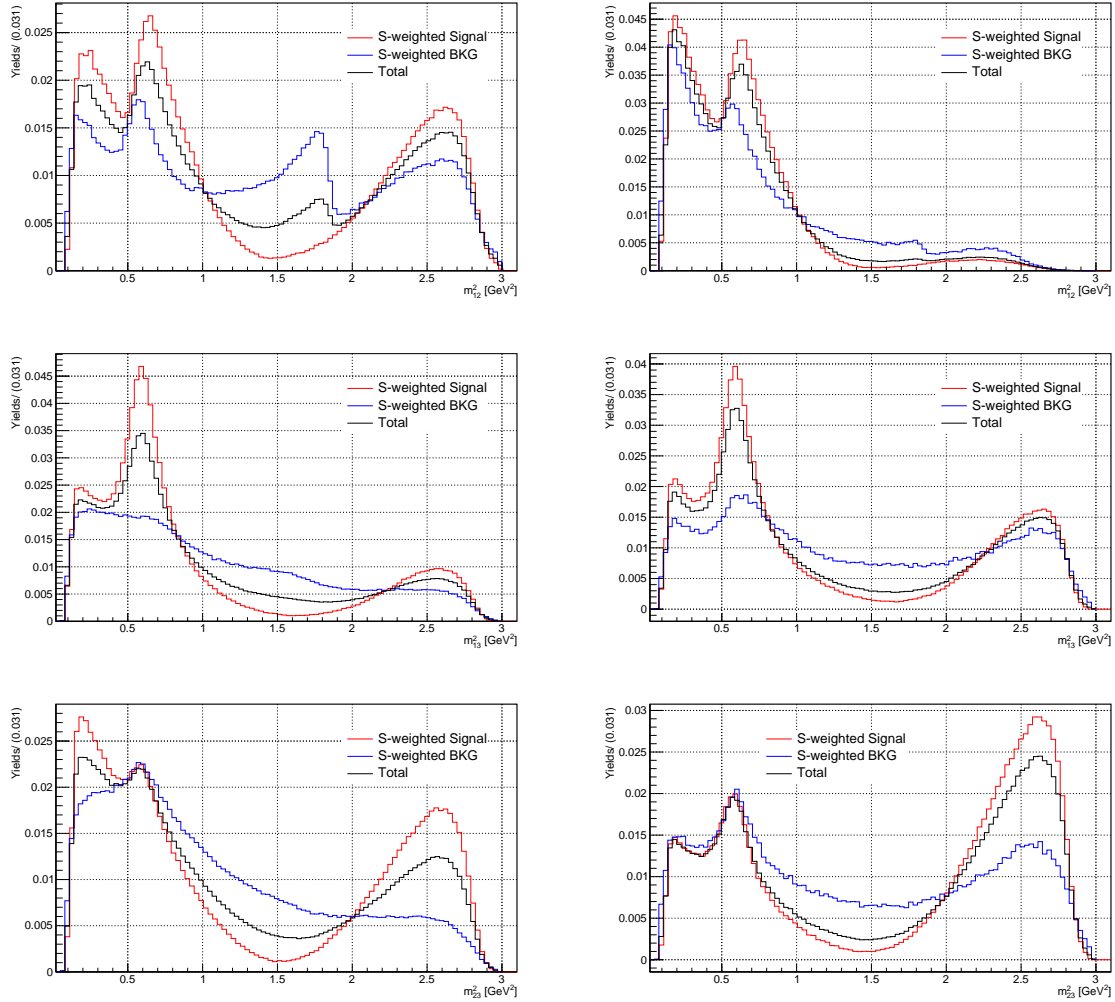 Yields/ (0.031)
0.025
0.02
0.015
0.01
0.005
0
S-weighted Signal
S-weighted BKG
Total
0.5 1 1.5 2 2.5 3
m²₁₂ [GeV²]
Yields/ (0.031)
0.045
0.04
0.035
0.03
0.025
0.02
0.015
0.01
0.005
0
S-weighted Signal
S-weighted BKG
Total
0.5 1 1.5 2 2.5 3
m²₁₂ [GeV²]
Yields/ (0.031)
0.045
0.04
0.035
0.03
0.025
0.02
0.015
0.01
0.005
0
S-weighted Signal
S-weighted BKG
Total
0.5 1 1.5 2 2.5 3
m²₁₃ [GeV²]
Yields/ (0.031)
0.04
0.035
0.03
0.025
0.02
0.015
0.01
0.005
0
S-weighted Signal
S-weighted BKG
Total
0.5 1 1.5 2 2.5 3
m²₁₃ [GeV²]
Yields/ (0.031)
0.025
0.02
0.015
0.01
0.005
0
S-weighted Signal
S-weighted BKG
Total
0.5 1 1.5 2 2.5 3
m²₂₃ [GeV²]
Yields/ (0.031)
0.03
0.025
0.02
0.015
0.01
0.005
0
S-weighted Signal
S-weighted BKG
Total
0.5 1 1.5 2 2.5 3
m²₂₃ [GeV²]